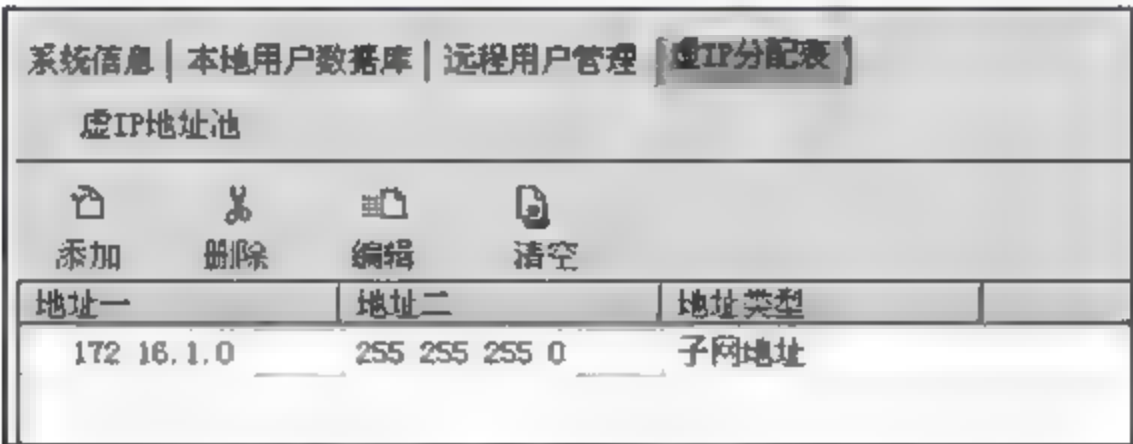 系统信息 | 本地用户数据库 | 远程用户管理 | 虚IP分配表
虚IP地址池
添加 删除 编辑 清空
地址一 地址二 地址类型
172 16.1.0 255 255 255 0 子网地址